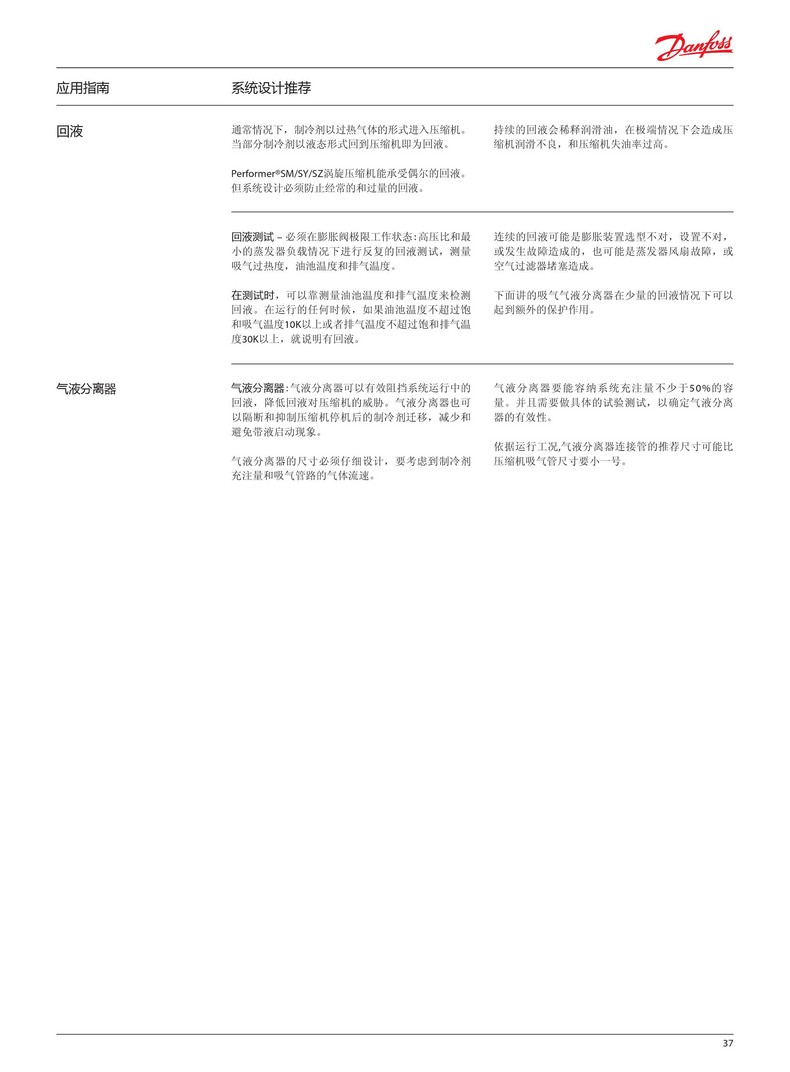 Danfoss
应用指南
系统设计推荐
回液
通常情况下，制冷剂以过热气体的形式进入压缩机。
当部分制冷剂以液态形式回到压缩机即为回液。
Performer®SM/SY/SZ涡旋压缩机能承受偶尔的回液。
但系统设计必须防止经常的和过量的回液。
持续的回液会稀释润滑油，在极端情况下会造成压
缩机润滑不良，和压缩机失油率过高。
回液测试 – 必须在膨胀阀极限工作状态:高压比和最
小的蒸发器负载情况下进行反复的回液测试，测量
吸气过热度，油池温度和排气温度。
在测试时，可以靠测量油池温度和排气温度来检测
回液。在运行的任何时候，如果油池温度不超过饱
和吸气温度10K以上或者排气温度不超过饱和排气温
度30K以上，就说明有回液。
连续的回液可能是膨胀装置选型不对，设置不对，
或发生故障造成的，也可能是蒸发器风扇故障，或
空气过滤器堵塞造成。
下面讲的吸气气液分离器在少量的回液情况下可以
起到额外的保护作用。
气液分离器
气液分离器:气液分离器可以有效阻挡系统运行中的
回液，降低回液对压缩机的威胁。气液分离器也可
以隔断和抑制压缩机停机后的制冷剂迁移，减少和
避免带液启动现象。
气液分离器的尺寸必须仔细设计，要考虑到制冷剂
充注量和吸气管路的气体流速。
气液分离器要能容纳系统充注量不少于50%的容
量。并且需要做具体的试验测试，以确定气液分离
器的有效性。
依据运行工况,气液分离器连接管的推荐尺寸可能比
压缩机吸气管尺寸要小一号。
37